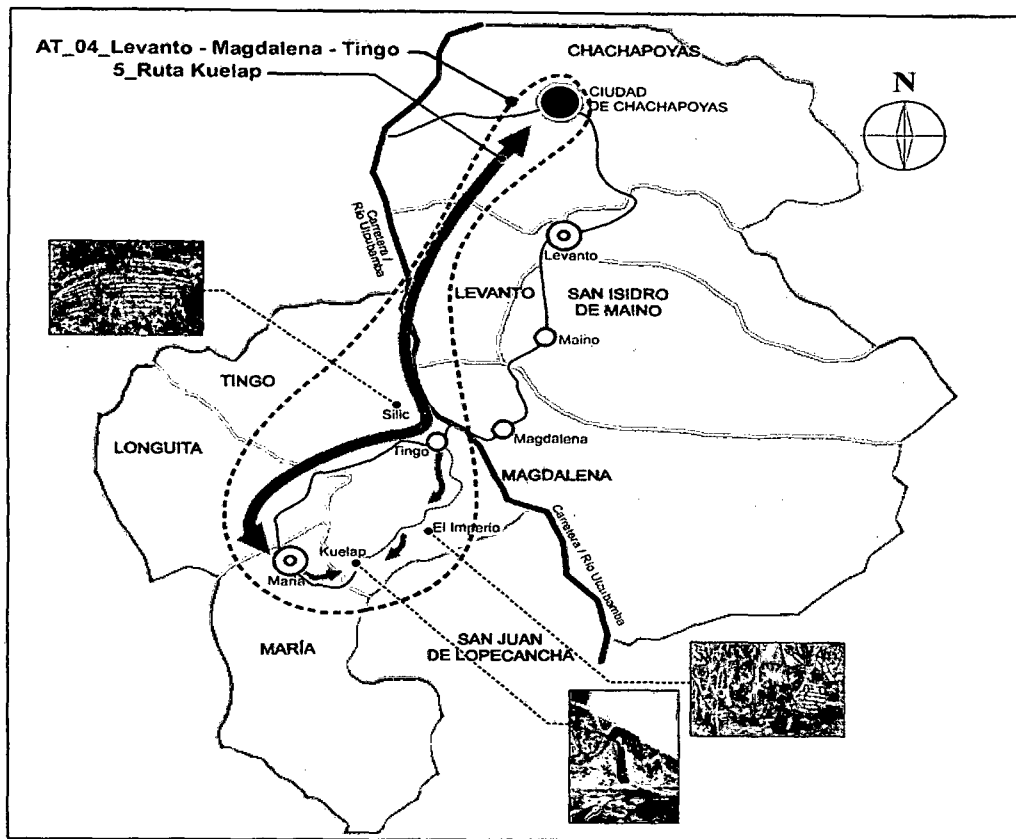 AT_04_Levanto - Magdalena - Tingo
5_Ruta Kuelap
CHACHAPOYAS
CIUDAD
DE CHACHAPOYAS
N
Carretera /
Río Utcubamba
Levanto
LEVANTO
SAN ISIDRO
DE MAINO
Maino
TINGO
Silic
Magdalena
LONGUITA
Tingo
MAGDALENA
El Imperio
Carretera / Río Utcubamba
Kuelap
María
MARÍA
SAN JUAN
DE LOPECANCHA